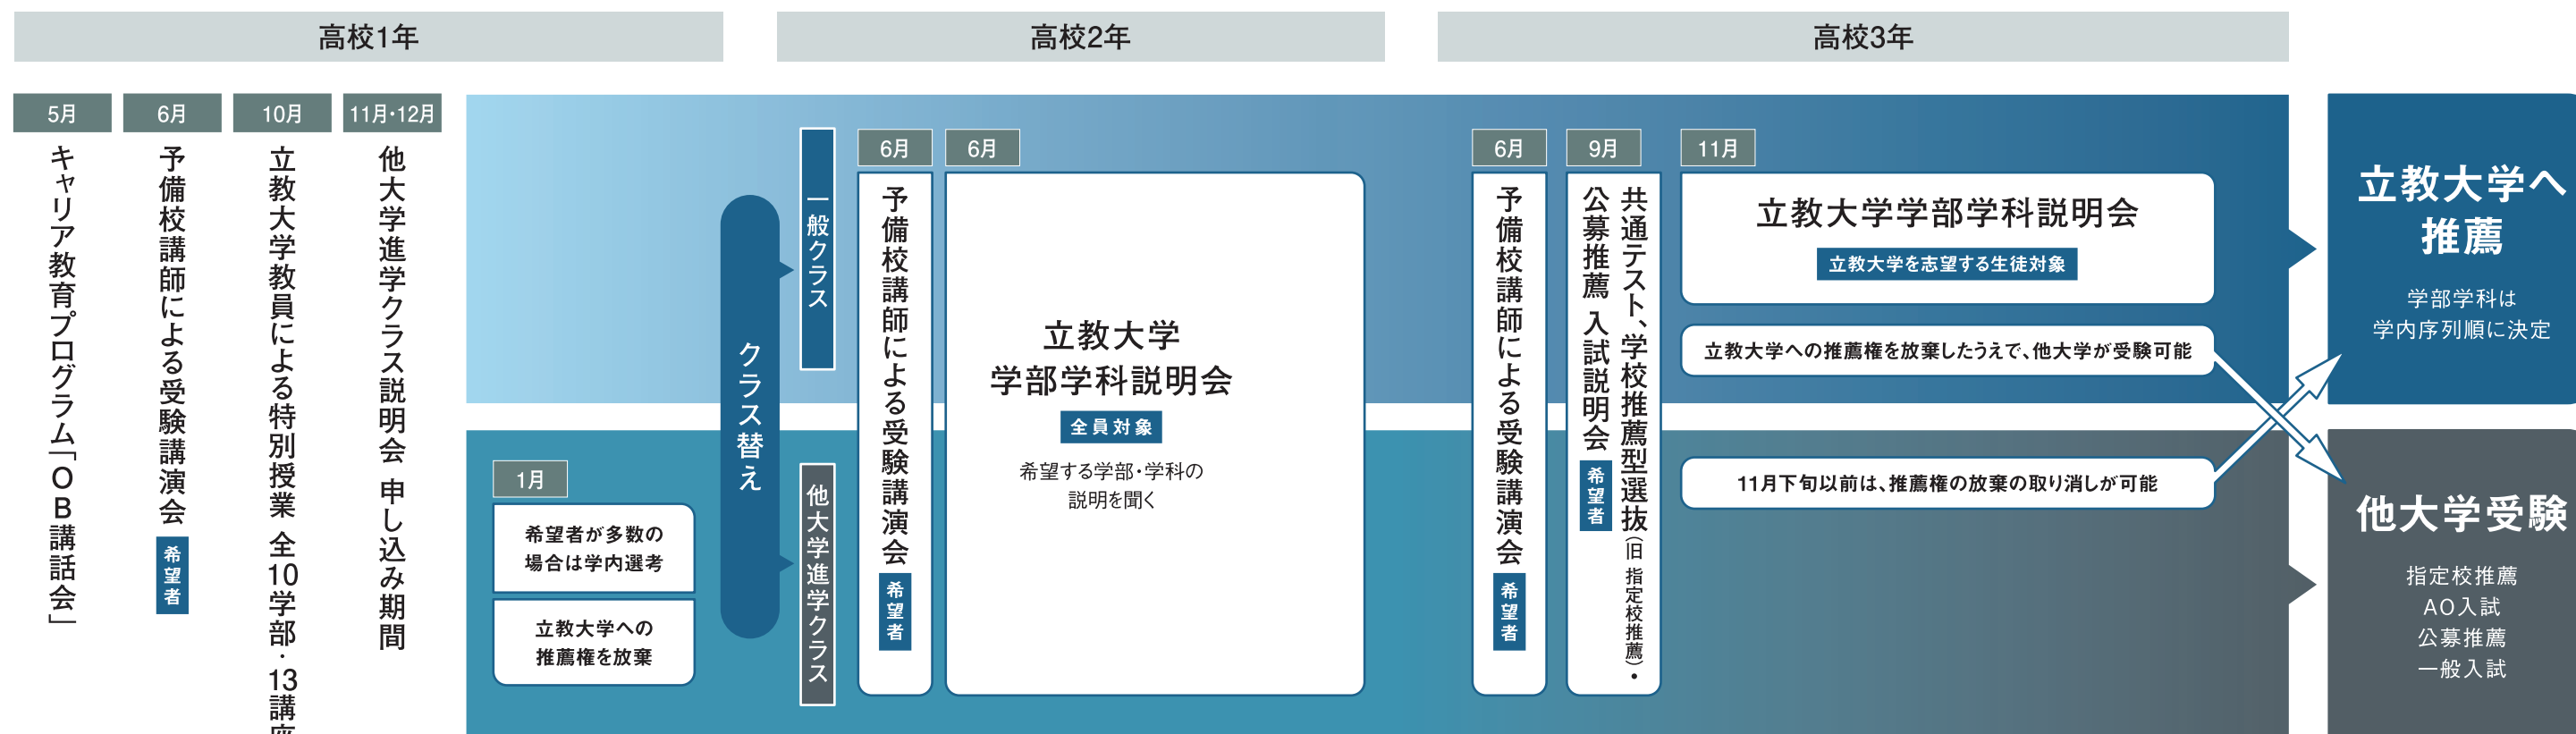 高校1年
高校2年
高校3年
5月
キャリア教育プログラム「OB講話会」
6月
予備校講師による受験講演会
希望者
10月
立教大学教員による特別授業 全10学部・13講座
11月・12月
他大学進学クラス説明会 申し込み期間
1月
希望者が多数の
場合は学内選考
立教大学への
推薦権を放棄
クラス替え
一般クラス
他大学進学クラス
6月
予備校講師による受験講演会
希望者
6月
立教大学
学部学科説明会
全員対象
希望する学部・学科の
説明を聞く
6月
予備校講師による受験講演会
希望者
9月
共通テスト、学校推薦型選抜(旧 指定校推薦)・
公募推薦 入試説明会
希望者
11月
立教大学学部学科説明会
立教大学を志望する生徒対象
立教大学への推薦権を放棄したうえで、他大学が受験可能
11月下旬以前は、推薦権の放棄の取り消しが可能
立教大学へ
推薦
学部学科は
学内序列順に決定
他大学受験
指定校推薦
AO入試
公募推薦
一般入試